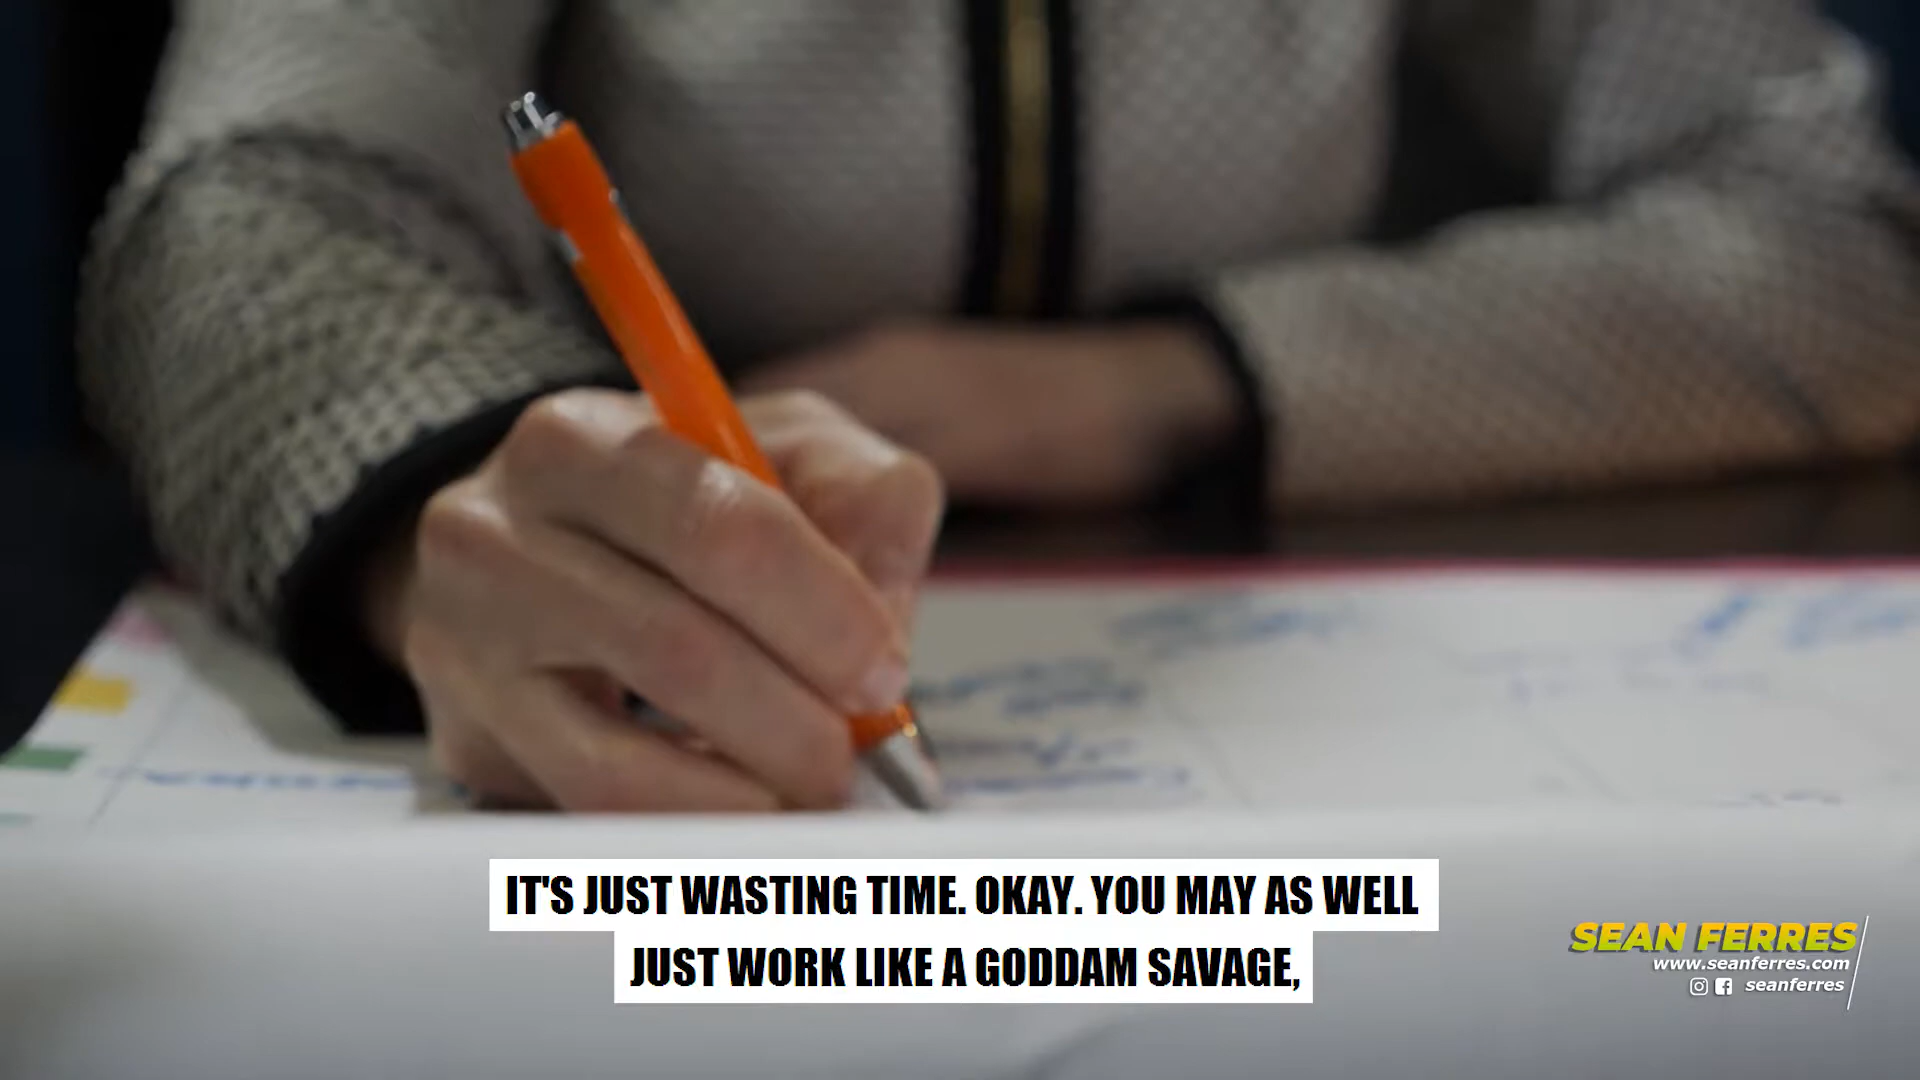 IT'S JUST WASTING TIME. OKAY. YOU MAY AS WELL
JUST WORK LIKE A GODDAM SAVAGE,
SEAN FERRES
www.seanferres.com
seanferres